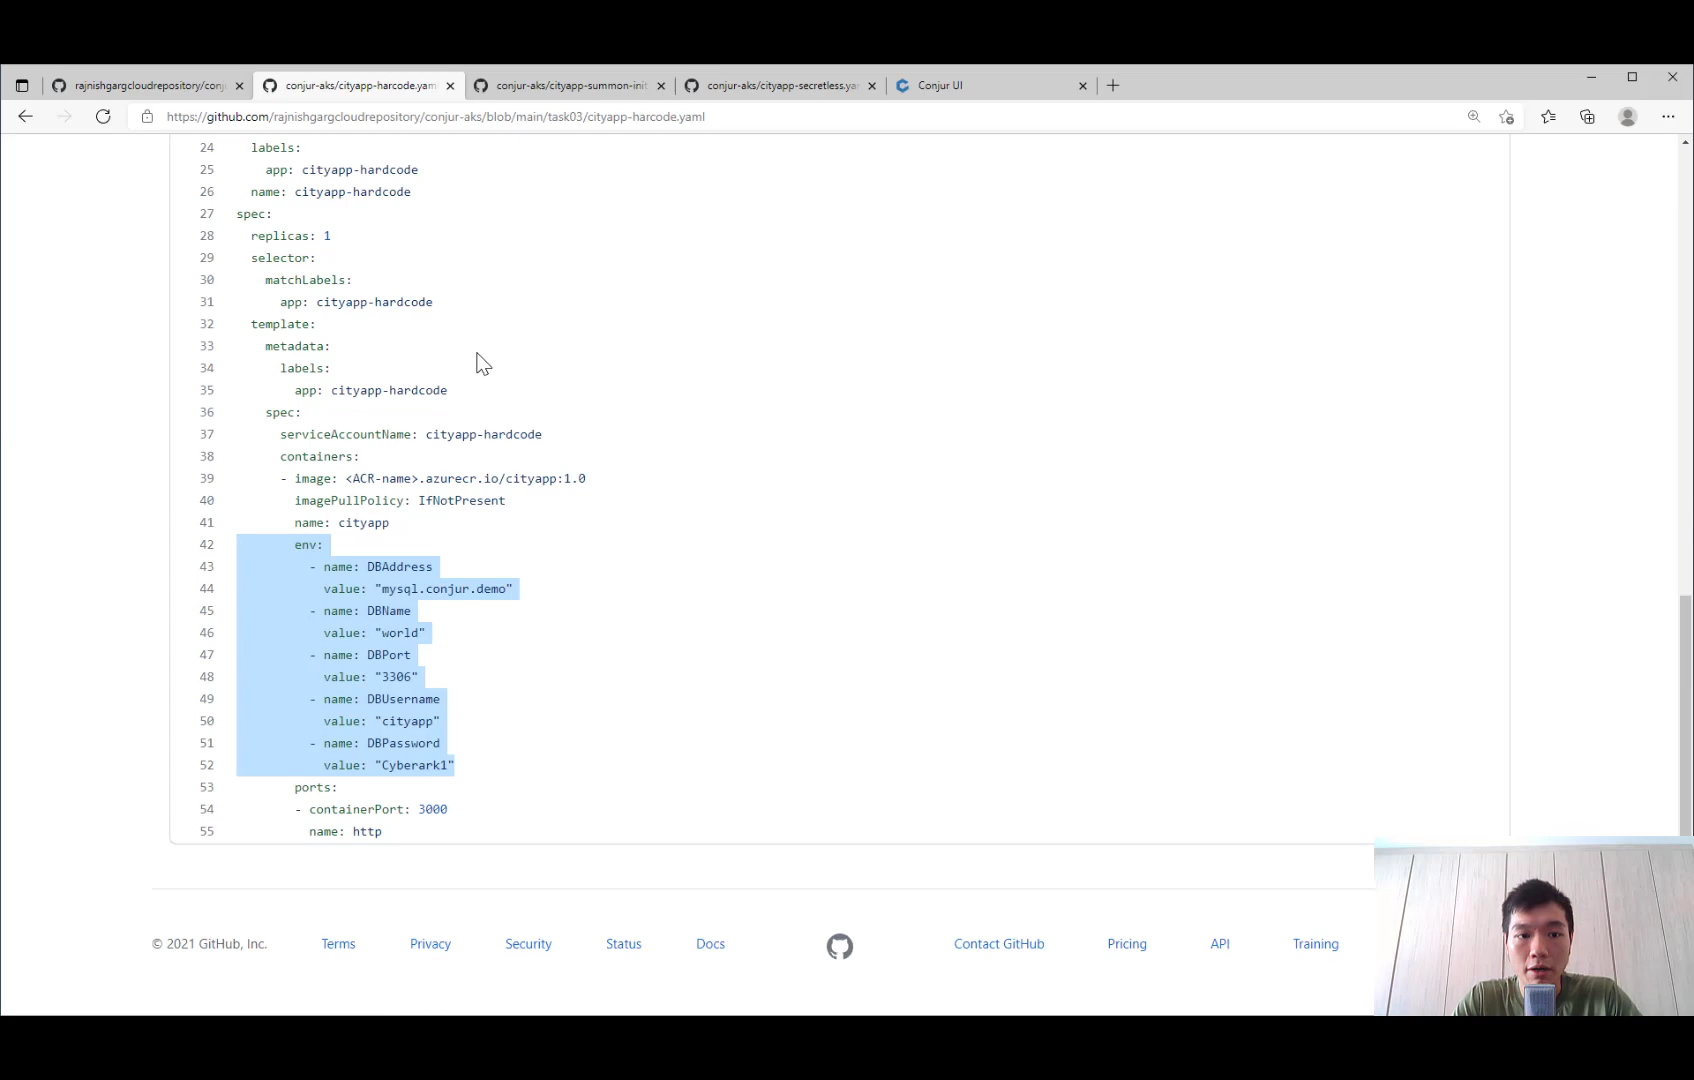 rajnishgargcloudrepository/conj
conjur-aks/cityapp-harcode.yam
conjur-aks/cityapp-summon-init
conjur-aks/cityapp-secretless.yar
Conjur UI
https://github.com/rajnishgargcloudrepository/conjur-aks/blob/main/task03/cityapp-harcode.yaml
24 labels:
25 app: cityapp-hardcode
26 name: cityapp-hardcode
27 spec:
28 replicas: 1
29 selector:
30 matchLabels:
31 app: cityapp-hardcode
32 template:
33 metadata:
34 labels:
35 app: cityapp-hardcode
36 spec:
37 serviceAccountName: cityapp-hardcode
38 containers:
39 - image: <ACR-name>.azurecr.io/cityapp:1.0
40 imagePullPolicy: IfNotPresent
41 name: cityapp
42 env:
43 - name: DBAddress
44 value: "mysql.conjur.demo"
45 - name: DBName
46 value: "world"
47 - name: DBPort
48 value: "3306"
49 - name: DBUsername
50 value: "cityapp"
51 - name: DBPassword
52 value: "Cyberark1"
53 ports:
54 - containerPort: 3000
55 name: http
© 2021 GitHub, Inc. Terms Privacy Security Status Docs Contact GitHub Pricing API Training